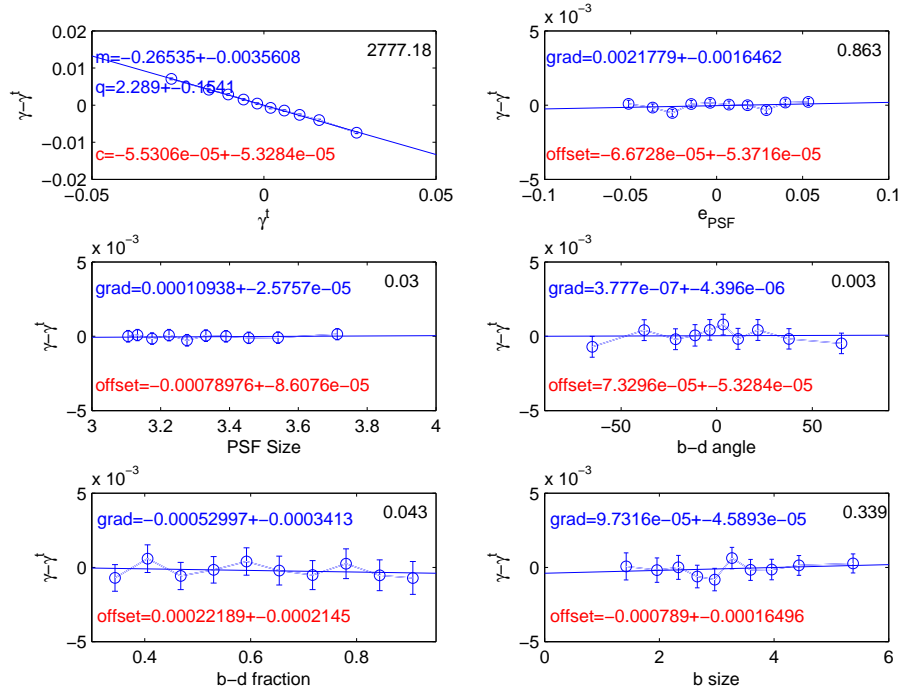 0.02
0.01
0
−0.01
−0.02
γ−γᵗ
m=−0.26535+−0.0035608
2777.18
q=2.289+−0.1541
c=−5.5306e−05+−5.3284e−05
−0.05
0
0.05
γᵗ
x 10⁻³
5
0
−5
γ−γᵗ
grad=0.0021779+−0.0016462
0.863
offset=−6.6728e−05+−5.3716e−05
−0.1
−0.05
0
0.05
0.1
e_PSF
x 10⁻³
5
0
−5
γ−γᵗ
grad=0.00010938+−2.5757e−05
0.03
offset=−0.00078976+−8.6076e−05
3
3.2
3.4
3.6
3.8
4
PSF Size
x 10⁻³
5
0
−5
γ−γᵗ
grad=3.777e−07+−4.396e−06
0.003
offset=7.3296e−05+−5.3284e−05
−50
0
50
b−d angle
x 10⁻³
5
0
−5
γ−γᵗ
grad=−0.00052997+−0.0003413
0.043
offset=0.00022189+−0.0002145
0.4
0.6
0.8
b−d fraction
x 10⁻³
5
0
−5
γ−γᵗ
grad=9.7316e−05+−4.5893e−05
0.339
offset=−0.000789+−0.00016496
0
2
4
6
b size